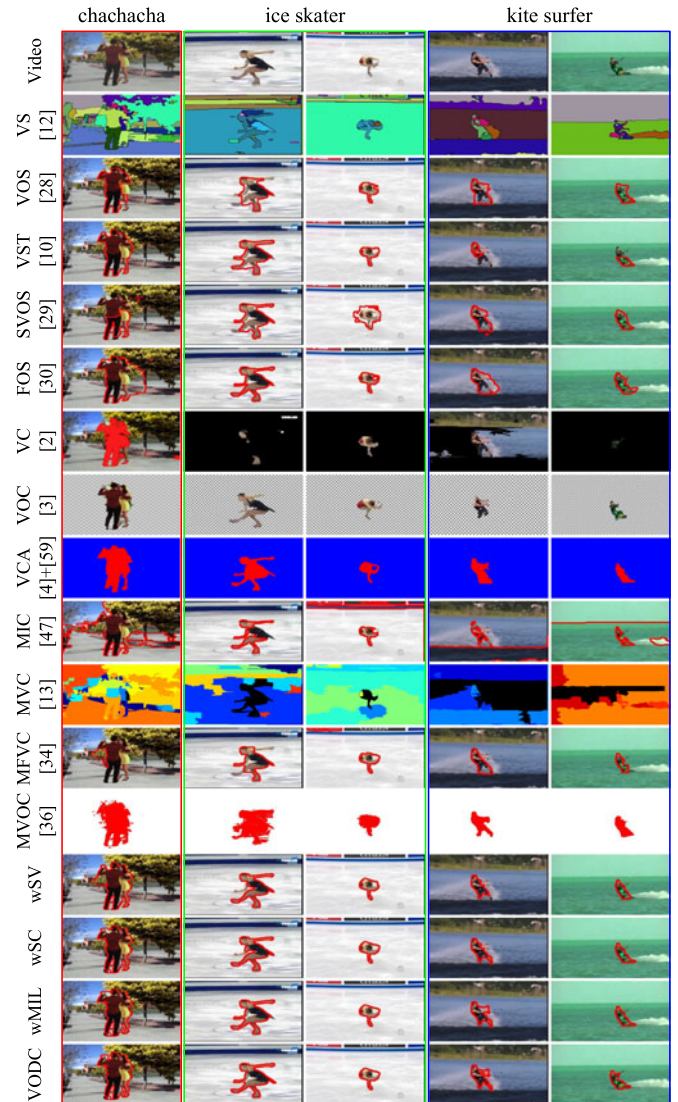 chachacha ice skater kite surfer
Video
VS [12]
VOS [28]
VST [10]
SVOS [29]
FOS [30]
VC [2]
VOC [3]
VCA [4]+[59]
MIC [47]
MVC [13]
MFVC [34]
MVOC [36]
wSV
wSC
wMIL
VODC